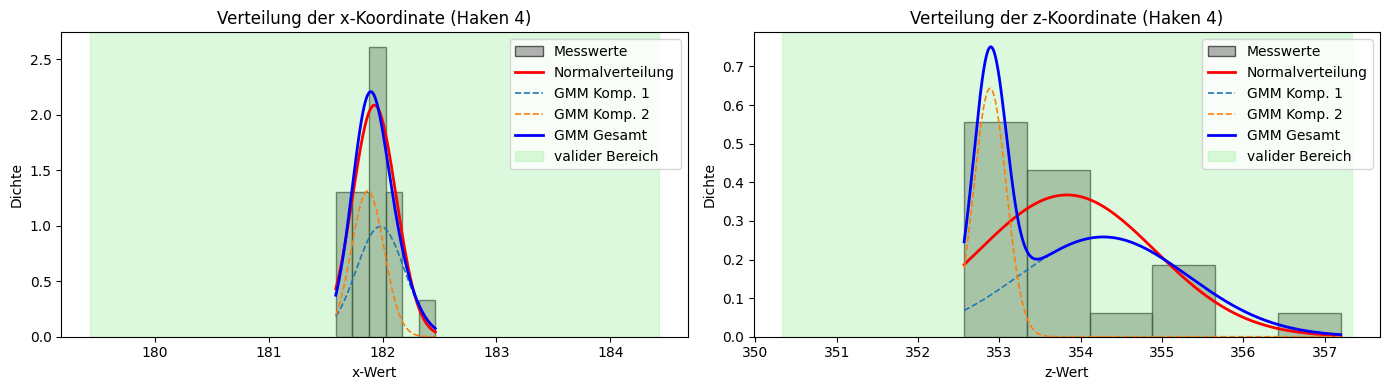 Verteilung der x-Koordinate (Haken 4)
2.5
2.0
1.5
1.0
0.5
0.0
Dichte
180
181
182
183
184
x-Wert
Messwerte
Normalverteilung
GMM Komp. 1
GMM Komp. 2
GMM Gesamt
valider Bereich
Verteilung der z-Koordinate (Haken 4)
0.7
0.6
0.5
0.4
0.3
0.2
0.1
0.0
Dichte
350
351
352
353
354
355
356
357
z-Wert
Messwerte
Normalverteilung
GMM Komp. 1
GMM Komp. 2
GMM Gesamt
valider Bereich